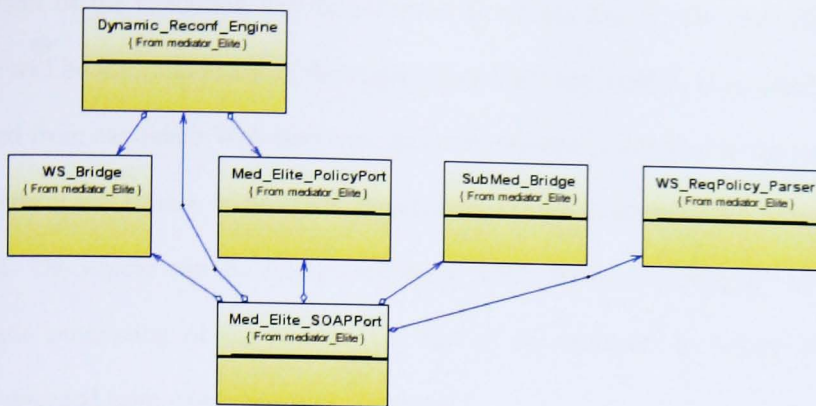 Dynamic_Reconf_Engine
{ From mediator_Elite }
WS_Bridge
{ From mediator_Elite }
Med_Elite_PolicyPort
{ From mediator_Elite }
SubMed_Bridge
{ From mediator_Elite }
WS_ReqPolicy_Parser
{ From mediator_Elite }
Med_Elite_SOAPPort
{ From mediator_Elite }